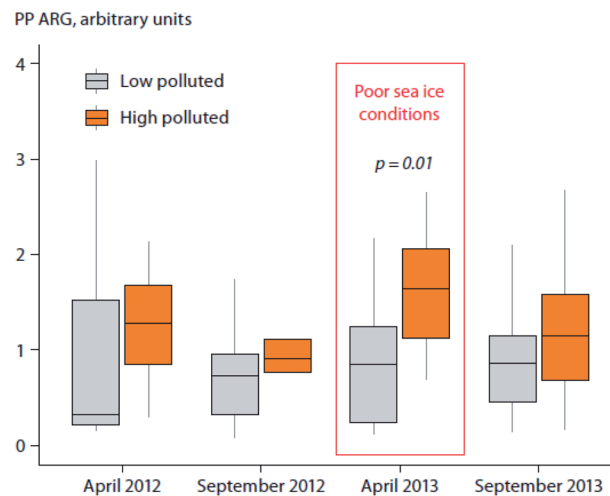 PP ARG, arbitrary units
4
3
2
1
0
Low polluted
High polluted
Poor sea ice
conditions
p = 0.01
April 2012
September 2012
April 2013
September 2013